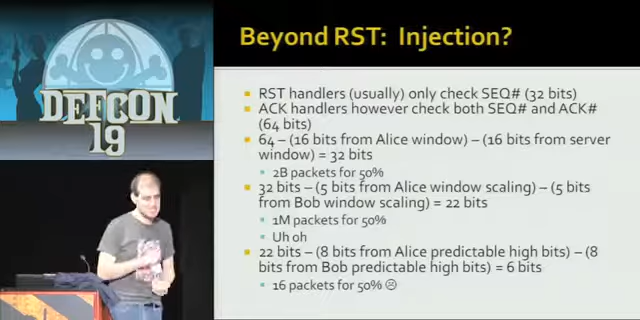 DEFCON
19
Beyond RST: Injection?
RST handlers (usually) only check SEQ# (32 bits)
ACK handlers however check both SEQ# and ACK#
(64 bits)
64 – (16 bits from Alice window) – (16 bits from server
window) = 32 bits
2B packets for 50%
32 bits – (5 bits from Alice window scaling) – (5 bits
from Bob window scaling) = 22 bits
1M packets for 50%
Uh oh
22 bits – (8 bits from Alice predictable high bits) – (8
bits from Bob predictable high bits) = 6 bits
16 packets for 50% ☹